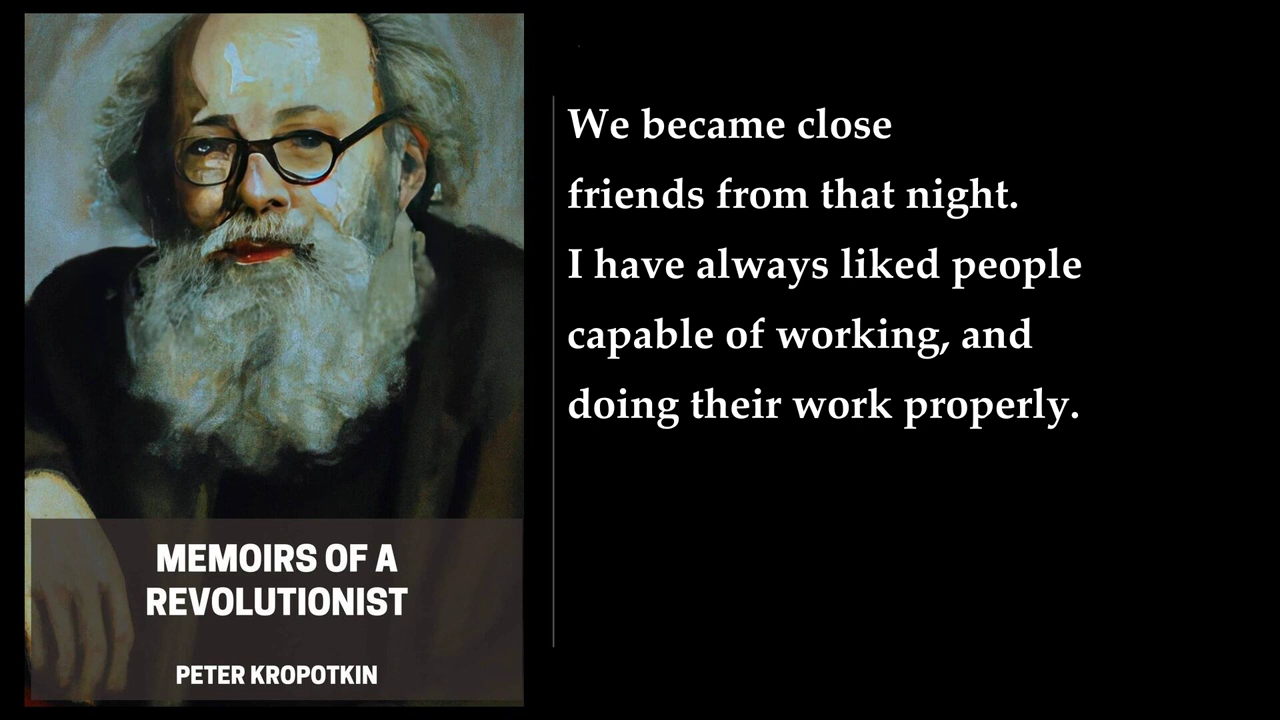 MEMOIRS OF A
REVOLUTIONIST
PETER KROPOTKIN
We became close
friends from that night.
I have always liked people
capable of working, and
doing their work properly.